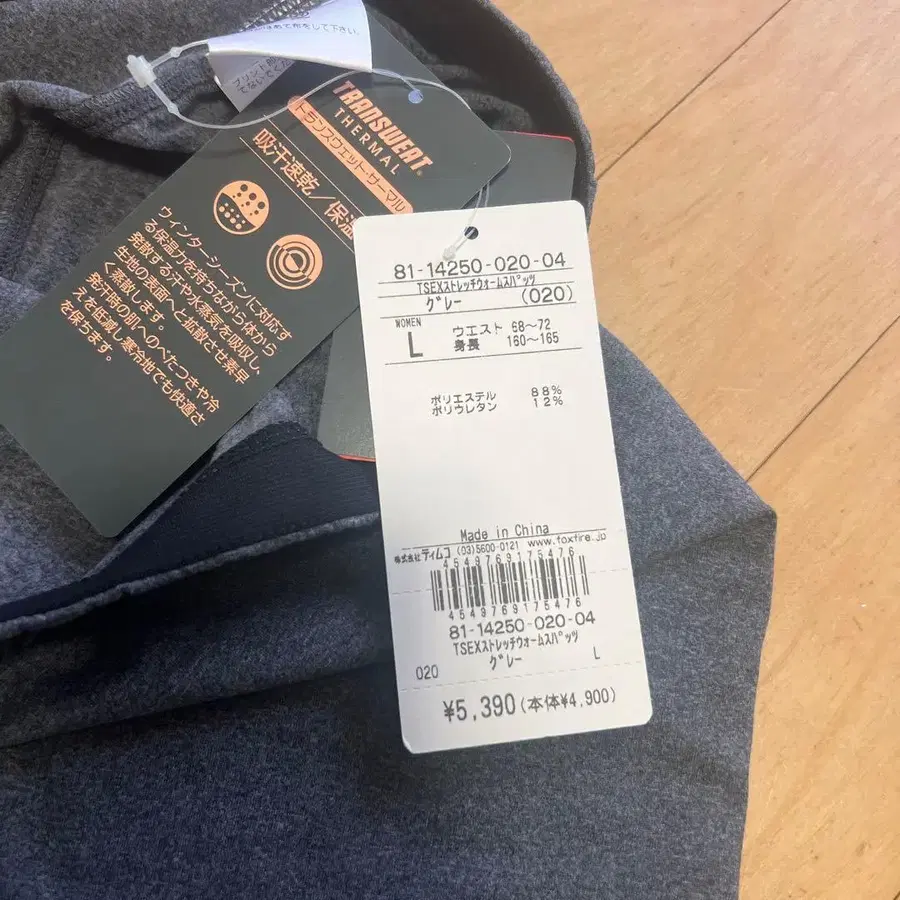 て布をして下さい。
TRANSWEAT®
THERMAL
トランスウェット・サーマル
吸汗速乾/保温
ウィンターシーズンに対応す
る保温力を持ちながら体から
発散する汗や水蒸気を吸収し、
生地の表面へと拡散させ素早
く蒸散します。
発汗時の肌へのべたつきや冷
えを低減し寒冷地でも快適さ
を保ちます。
81-14250-020-04
TSEXストレッチウォームスパッツ
グレー (020)
WOMEN
L
ウエスト 68〜72
身長 160〜165
ポリエステル 88%
ポリウレタン 12%
Made in China
株式会社ティムコ (03)5600-0121 www.foxfire.jp
4549769175476
4549769175476
81-14250-020-04
TSEXストレッチウォームスパッツ
グレー
020 L
¥5,390(本体¥4,900)